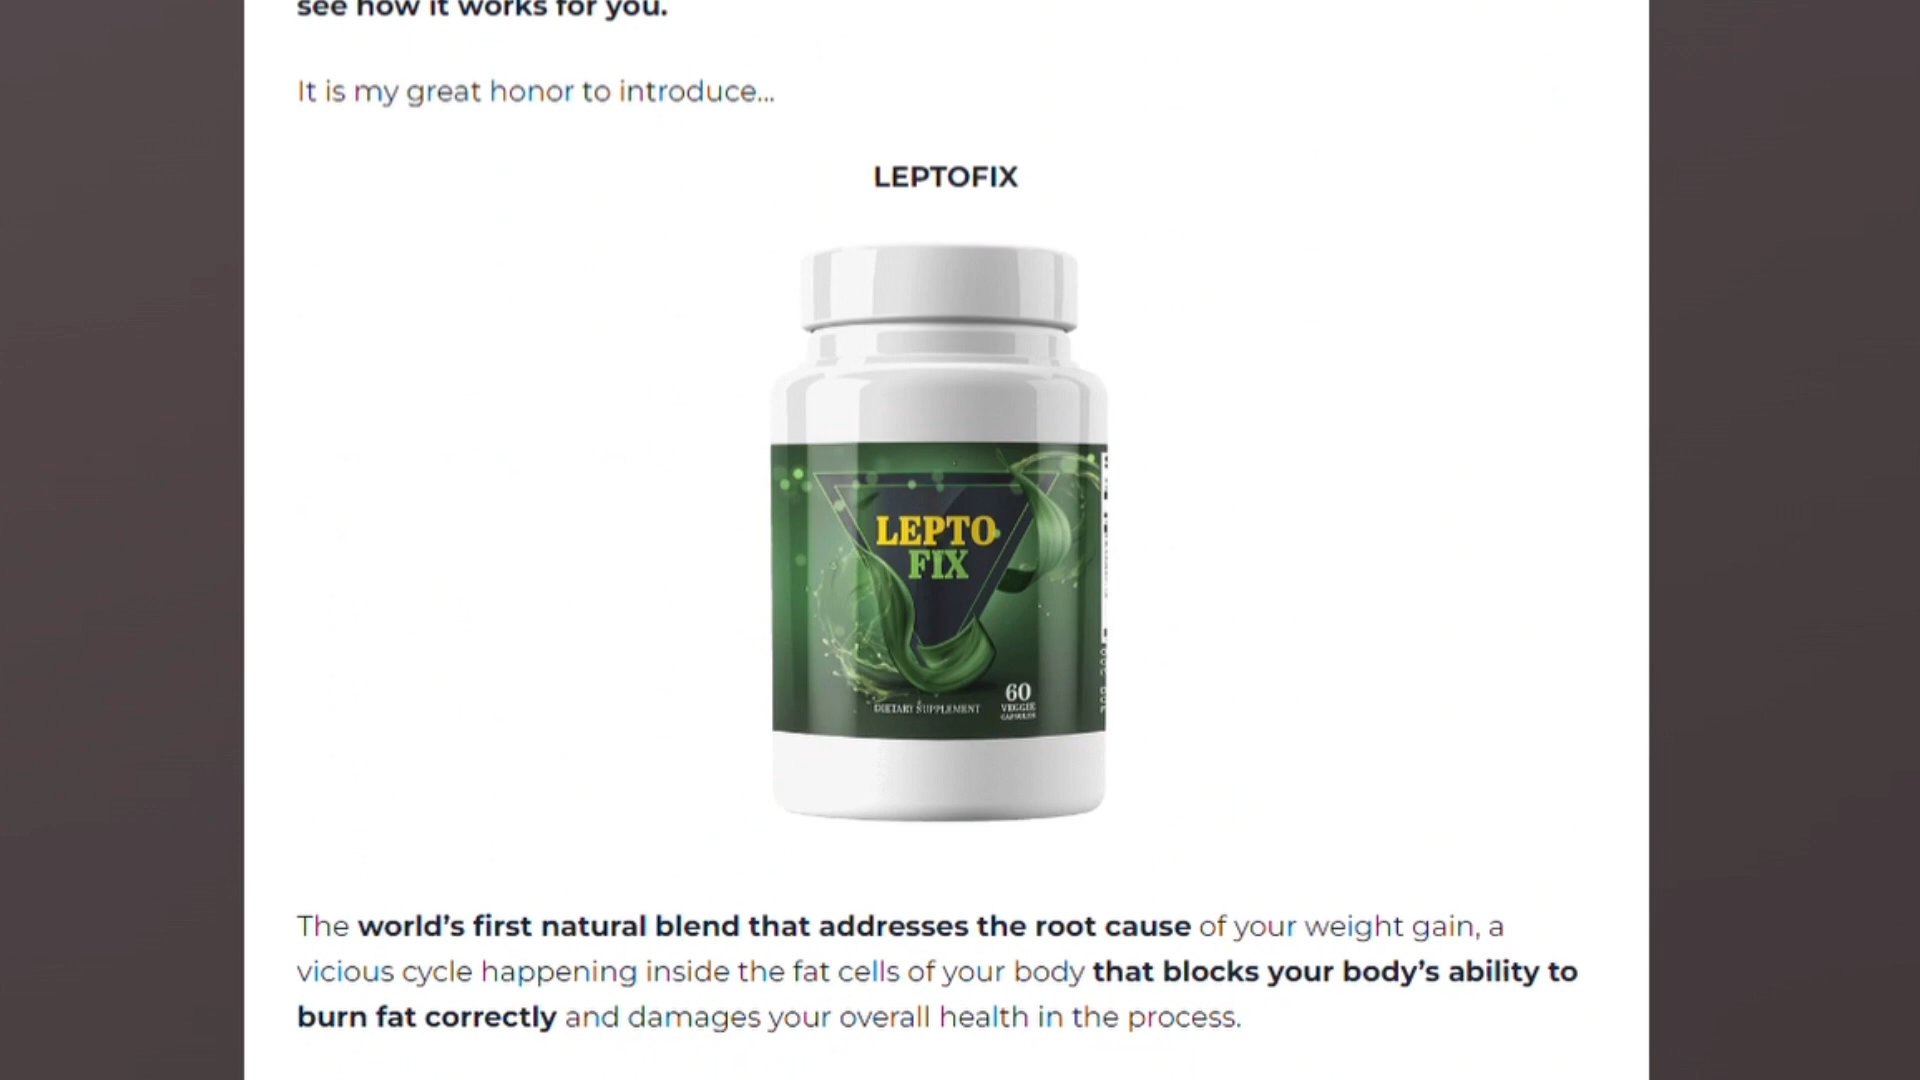 see how it works for you.
It is my great honor to introduce...
LEPTOFIX
LEPTO
FIX
DIETARY SUPPLEMENT
60
VEGGIE
CAPSULES
The world's first natural blend that addresses the root cause of your weight gain, a
vicious cycle happening inside the fat cells of your body that blocks your body's ability to
burn fat correctly and damages your overall health in the process.